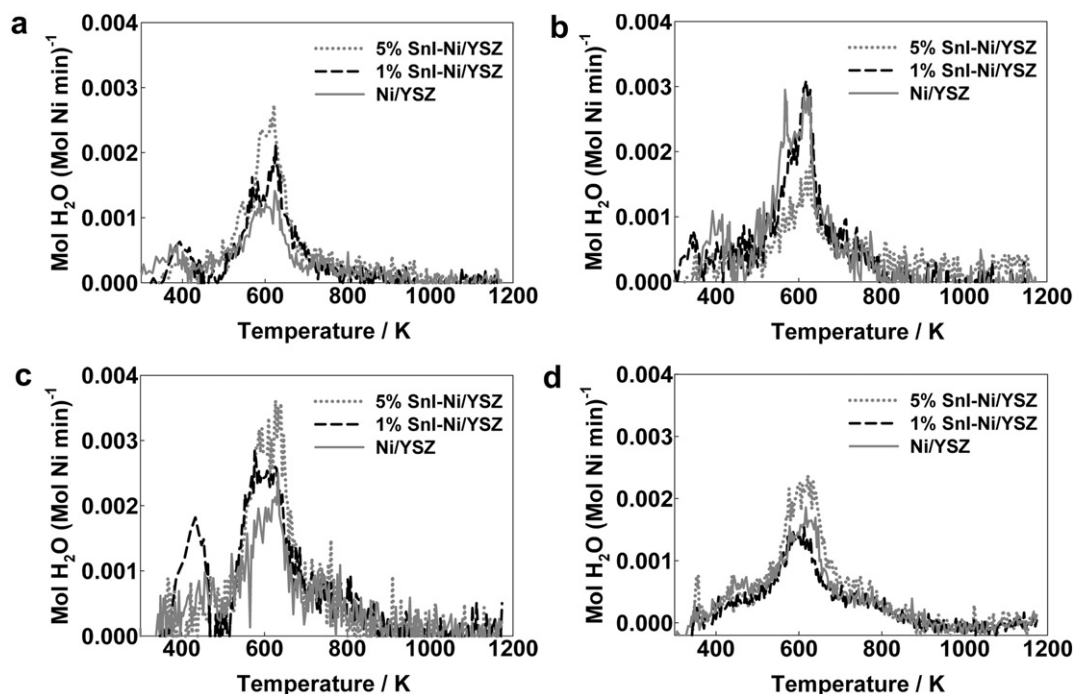 a
0.004
0.003
0.002
0.001
0.000
Mol H₂O (Mol Ni min)⁻¹
5% SnI-Ni/YSZ
1% SnI-Ni/YSZ
Ni/YSZ
400 600 800 1000 1200
Temperature / K
b
0.004
0.003
0.002
0.001
0.000
Mol H₂O (Mol Ni min)⁻¹
5% SnI-Ni/YSZ
1% SnI-Ni/YSZ
Ni/YSZ
400 600 800 1000 1200
Temperature / K
c
0.004
0.003
0.002
0.001
0.000
Mol H₂O (Mol Ni min)⁻¹
5% SnI-Ni/YSZ
1% SnI-Ni/YSZ
Ni/YSZ
400 600 800 1000 1200
Temperature / K
d
0.004
0.003
0.002
0.001
0.000
Mol H₂O (Mol Ni min)⁻¹
5% SnI-Ni/YSZ
1% SnI-Ni/YSZ
Ni/YSZ
400 600 800 1000 1200
Temperature / K